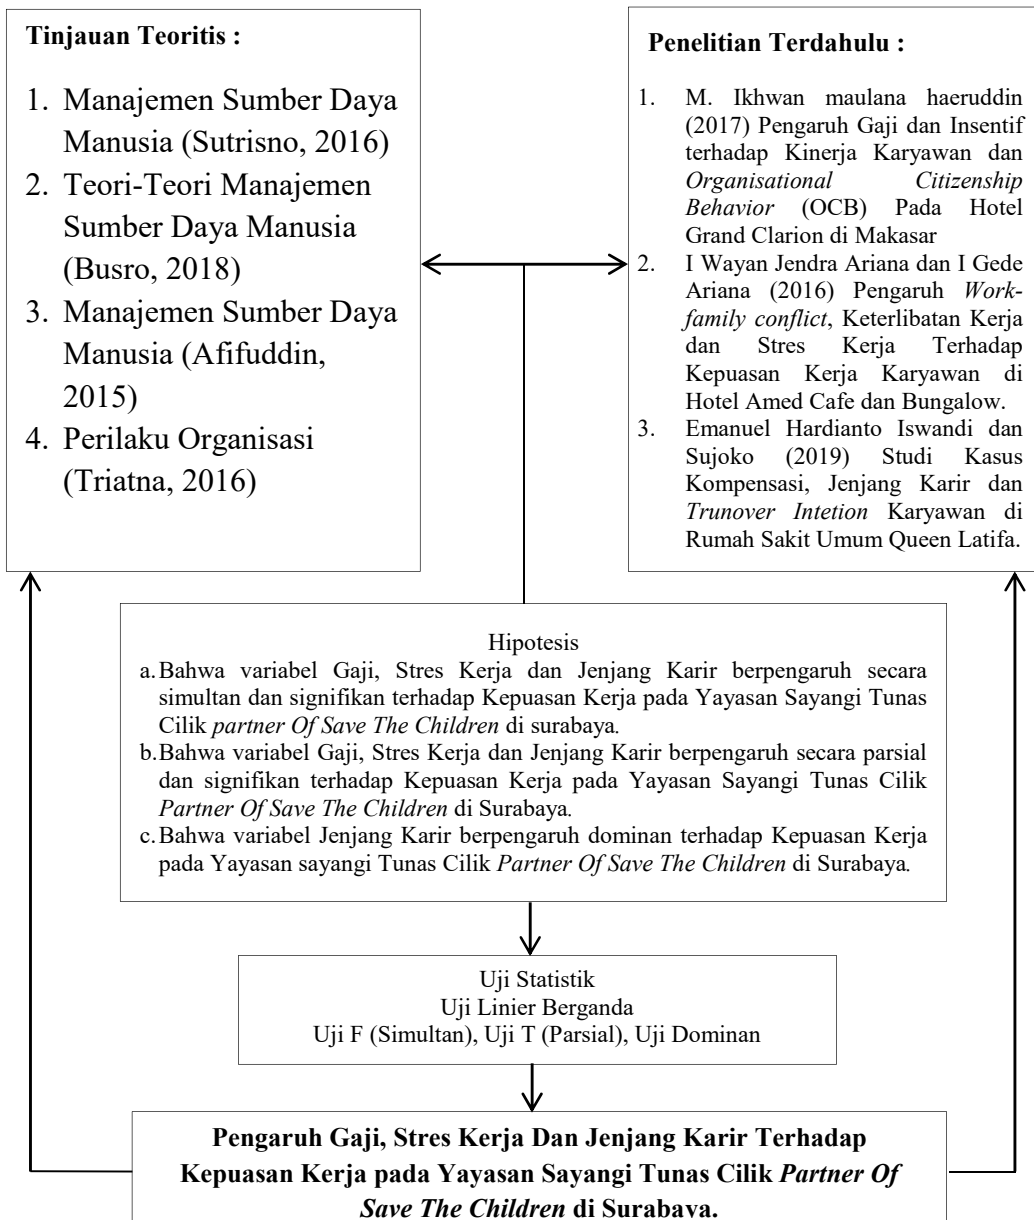 Tinjauan Teoritis :
1. Manajemen Sumber Daya
Manusia (Sutrisno, 2016)
2. Teori-Teori Manajemen
Sumber Daya Manusia
(Busro, 2018)
3. Manajemen Sumber Daya
Manusia (Afifuddin,
2015)
4. Perilaku Organisasi
(Triatna, 2016)
Penelitian Terdahulu :
1. M. Ikhwan maulana haeruddin
(2017) Pengaruh Gaji dan Insentif
terhadap Kinerja Karyawan dan
Organisational Citizenship
Behavior (OCB) Pada Hotel
Grand Clarion di Makasar
2. I Wayan Jendra Ariana dan I Gede
Ariana (2016) Pengaruh Work-
family conflict, Keterlibatan Kerja
dan Stres Kerja Terhadap
Kepuasan Kerja Karyawan di
Hotel Amed Cafe dan Bungalow.
3. Emanuel Hardianto Iswandi dan
Sujoko (2019) Studi Kasus
Kompensasi, Jenjang Karir dan
Trunover Intetion Karyawan di
Rumah Sakit Umum Queen Latifa.
Hipotesis
a. Bahwa variabel Gaji, Stres Kerja dan Jenjang Karir berpengaruh secara
simultan dan signifikan terhadap Kepuasan Kerja pada Yayasan Sayangi Tunas
Cilik partner Of Save The Children di surabaya.
b. Bahwa variabel Gaji, Stres Kerja dan Jenjang Karir berpengaruh secara parsial
dan signifikan terhadap Kepuasan Kerja pada Yayasan Sayangi Tunas Cilik
Partner Of Save The Children di Surabaya.
c. Bahwa variabel Jenjang Karir berpengaruh dominan terhadap Kepuasan Kerja
pada Yayasan sayangi Tunas Cilik Partner Of Save The Children di Surabaya.
Uji Statistik
Uji Linier Berganda
Uji F (Simultan), Uji T (Parsial), Uji Dominan
Pengaruh Gaji, Stres Kerja Dan Jenjang Karir Terhadap
Kepuasan Kerja pada Yayasan Sayangi Tunas Cilik Partner Of
Save The Children di Surabaya.